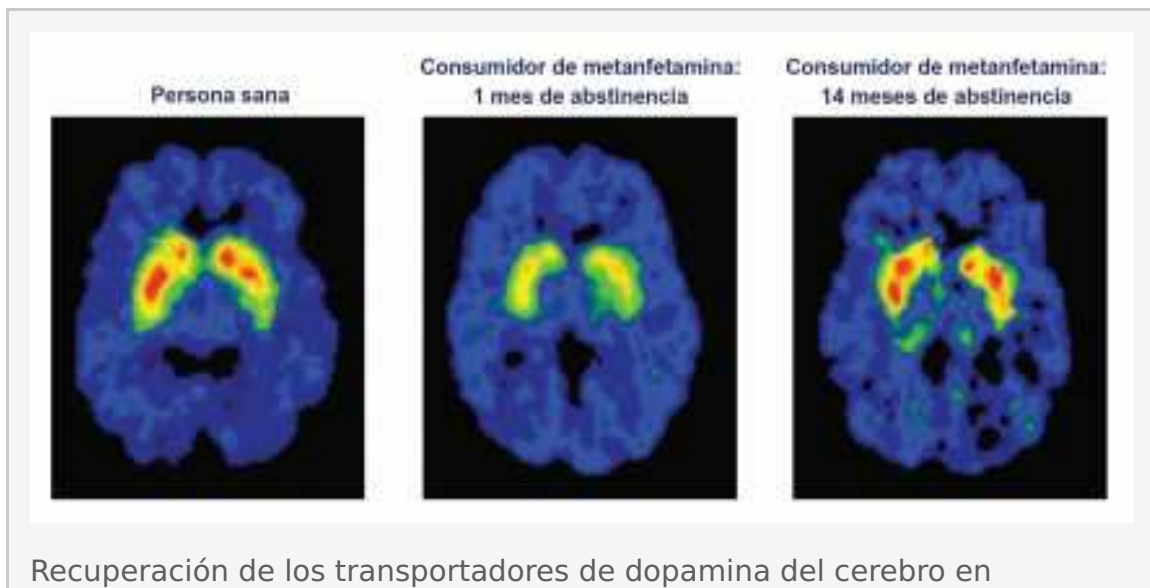 Persona sana
Consumidor de metanfetamina:
1 mes de abstinencia
Consumidor de metanfetamina:
14 meses de abstinencia
Recuperación de los transportadores de dopamina del cerebro en